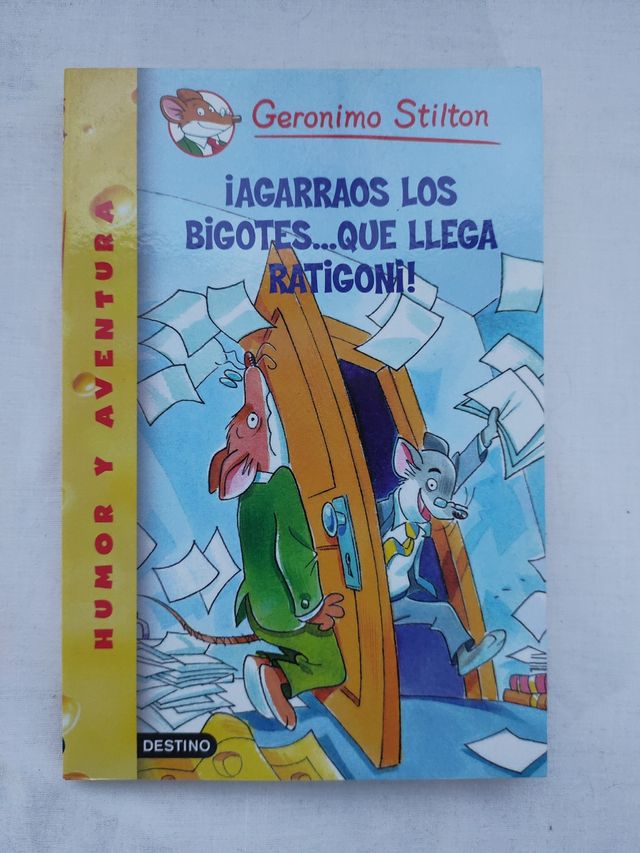 Geronimo Stilton
¡AGARRAOS LOS
BIGOTES...QUE LLEGA
RATIGONI!
HUMOR Y AVENTURA
DESTINO